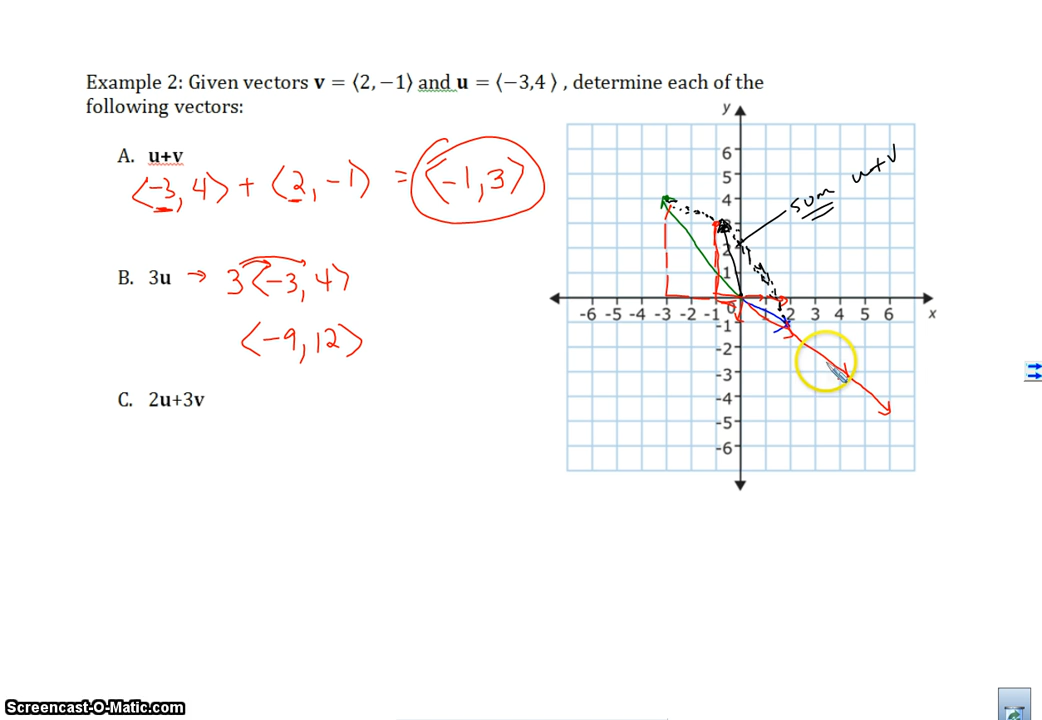 Example 2: Given vectors v = ⟨2, −1⟩ and u = ⟨−3,4 ⟩ , determine each of the
following vectors:
A. u+v
⟨-3, 4⟩ + ⟨2, -1⟩ = ⟨-1, 3⟩
B. 3u → 3⟨-3, 4⟩
⟨-9, 12⟩
C. 2u+3v
y
6
5
4
3
2
1
sum u+v
-6 -5 -4 -3 -2 -1 0 1 2 3 4 5 6 x
-1
-2
-3
-4
-5
-6
Screencast-O-Matic.com